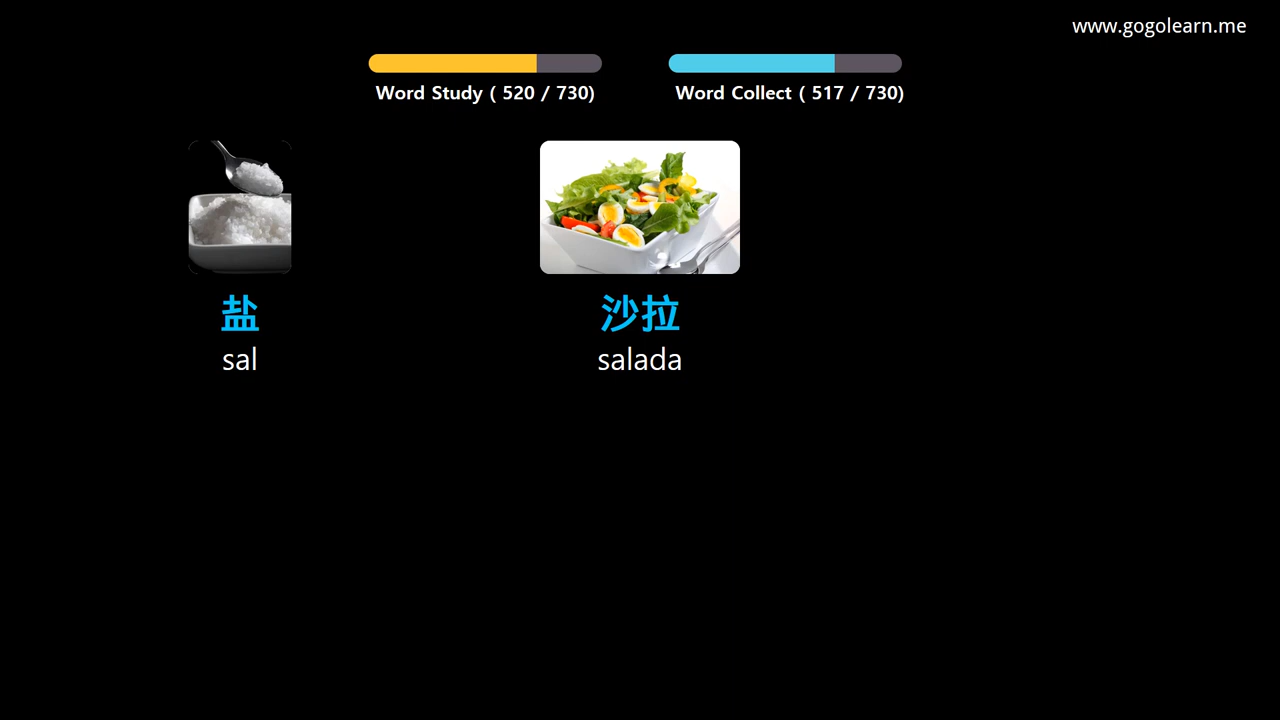 www.gogolearn.me
Word Study ( 520 / 730)
Word Collect ( 517 / 730)
盐
sal
沙拉
salada